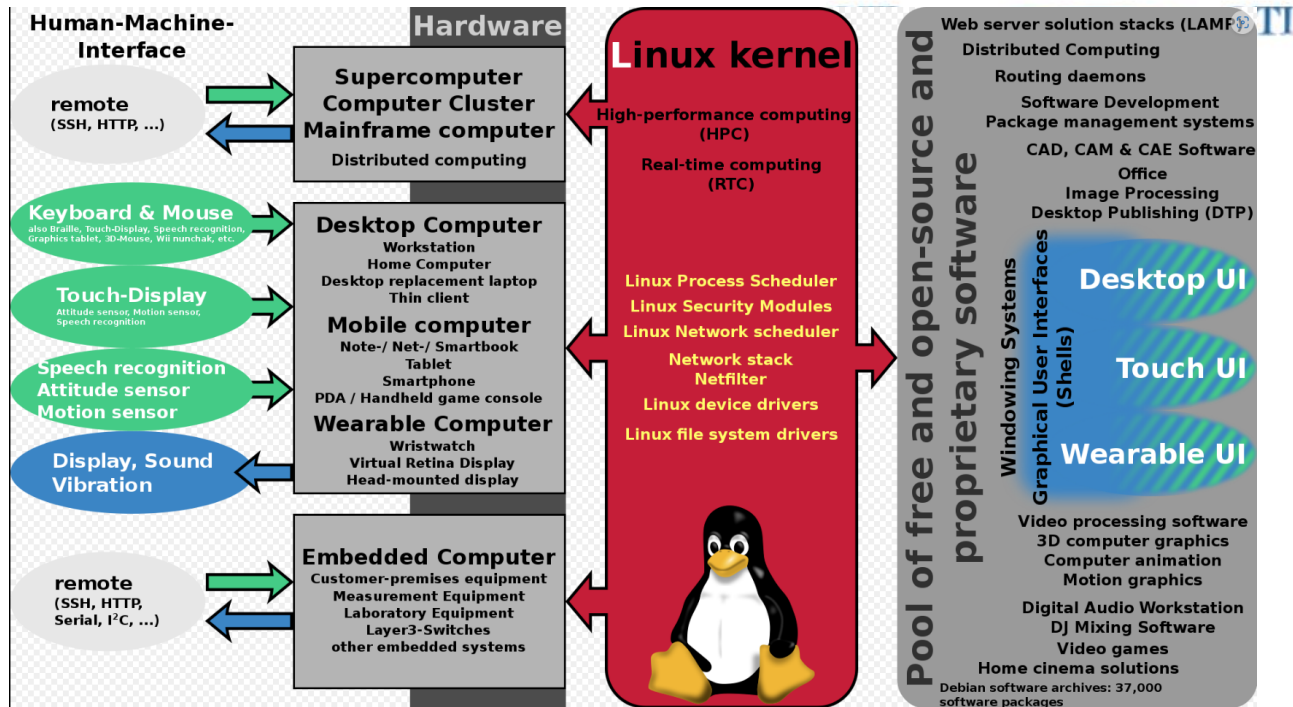 Human-Machine-
Interface
remote
(SSH, HTTP, ...)
Keyboard & Mouse
also Braille, Touch-Display, Speech recognition,
Graphics tablet, 3D-Mouse, Wii nunchak, etc.
Touch-Display
Attitude sensor, Motion sensor,
Speech recognition
Speech recognition
Attitude sensor
Motion sensor
Display, Sound
Vibration
remote
(SSH, HTTP,
Serial, I²C, ...)
Hardware
Supercomputer
Computer Cluster
Mainframe computer
Distributed computing
Desktop Computer
Workstation
Home Computer
Desktop replacement laptop
Thin client
Mobile computer
Note-/ Net-/ Smartbook
Tablet
Smartphone
PDA / Handheld game console
Wearable Computer
Wristwatch
Virtual Retina Display
Head-mounted display
Embedded Computer
Customer-premises equipment
Measurement Equipment
Laboratory Equipment
Layer3-Switches
other embedded systems
Linux kernel
High-performance computing
(HPC)
Real-time computing
(RTC)
Linux Process Scheduler
Linux Security Modules
Linux Network scheduler
Network stack
Netfilter
Linux device drivers
Linux file system drivers
Pool of free and open-source and
proprietary software
Web server solution stacks (LAMP)
Distributed Computing
Routing daemons
Software Development
Package management systems
CAD, CAM & CAE Software
Office
Image Processing
Desktop Publishing (DTP)
Windowing Systems
Graphical User Interfaces
(Shells)
Desktop UI
Touch UI
Wearable UI
Video processing software
3D computer graphics
Computer animation
Motion graphics
Digital Audio Workstation
DJ Mixing Software
Video games
Home cinema solutions
Debian software archives: 37,000
software packages